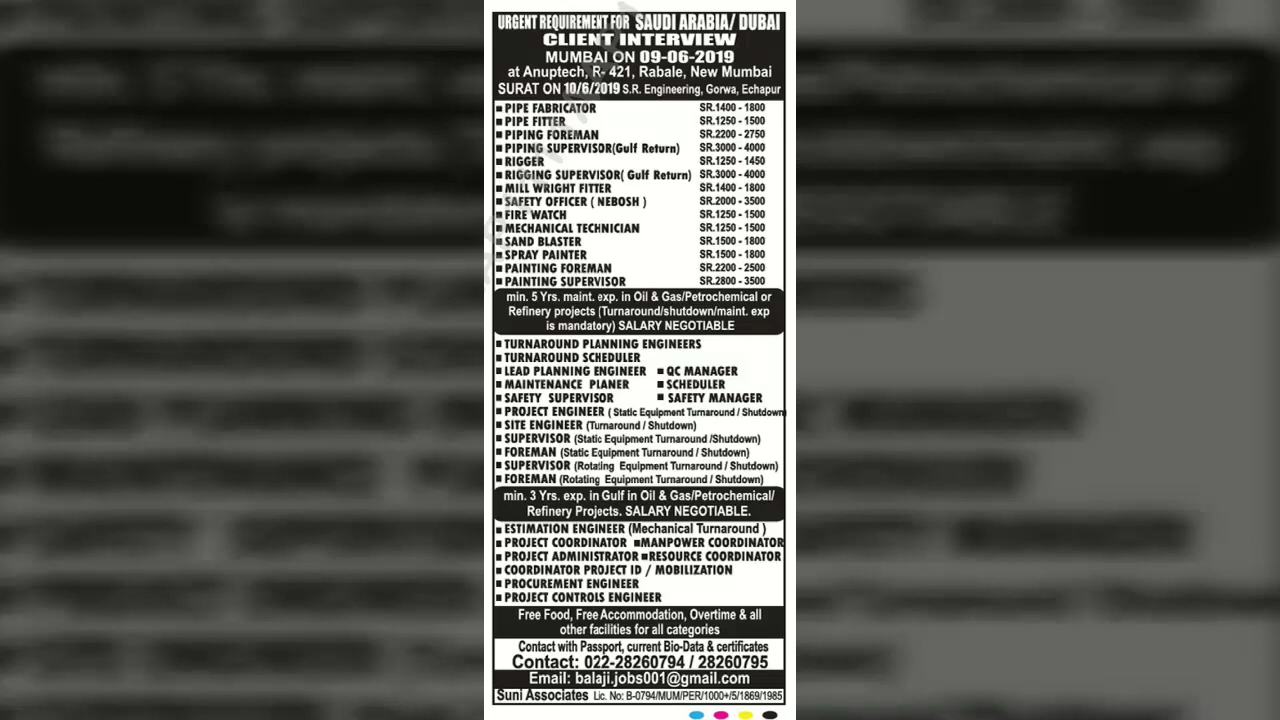 URGENT REQUIREMENT FOR SAUDI ARABIA/ DUBAI
CLIENT INTERVIEW
MUMBAI ON 09-06-2019
at Anuptech, R- 421, Rabale, New Mumbai
SURAT ON 10/6/2019 S.R. Engineering, Gorwa, Echapur
PIPE FABRICATOR SR.1400 - 1800
PIPE FITTER SR.1250 - 1500
PIPING FOREMAN SR.2200 - 2750
PIPING SUPERVISOR(Gulf Return) SR.3000 - 4000
RIGGER SR.1250 - 1450
RIGGING SUPERVISOR( Gulf Return) SR.3000 - 4000
MILL WRIGHT FITTER SR.1400 - 1800
SAFETY OFFICER ( NEBOSH ) SR.2000 - 3500
FIRE WATCH SR.1250 - 1500
MECHANICAL TECHNICIAN SR.1250 - 1500
SAND BLASTER SR.1500 - 1800
SPRAY PAINTER SR.1500 - 1800
PAINTING FOREMAN SR.2200 - 2500
PAINTING SUPERVISOR SR.2800 - 3500
min. 5 Yrs. maint. exp. in Oil & Gas/Petrochemical or
Refinery projects (Turnaround/shutdown/maint. exp
is mandatory) SALARY NEGOTIABLE
TURNAROUND PLANNING ENGINEERS
TURNAROUND SCHEDULER
LEAD PLANNING ENGINEER ■ QC MANAGER
MAINTENANCE PLANER ■ SCHEDULER
SAFETY SUPERVISOR ■ SAFETY MANAGER
PROJECT ENGINEER ( Static Equipment Turnaround / Shutdown)
SITE ENGINEER (Turnaround / Shutdown)
SUPERVISOR (Static Equipment Turnaround /Shutdown)
FOREMAN (Static Equipment Turnaround / Shutdown)
SUPERVISOR (Rotating Equipment Turnaround / Shutdown)
FOREMAN (Rotating Equipment Turnaround / Shutdown)
min. 3 Yrs. exp. in Gulf in Oil & Gas/Petrochemical/
Refinery Projects. SALARY NEGOTIABLE.
ESTIMATION ENGINEER (Mechanical Turnaround )
PROJECT COORDINATOR ■MANPOWER COORDINATOR
PROJECT ADMINISTRATOR ■RESOURCE COORDINATOR
COORDINATOR PROJECT ID / MOBILIZATION
PROCUREMENT ENGINEER
PROJECT CONTROLS ENGINEER
Free Food, Free Accommodation, Overtime & all
other facilities for all categories
Contact with Passport, current Bio-Data & certificates
Contact: 022-28260794 / 28260795
Email: balaji.jobs001@gmail.com
Suni Associates Lic. No: B-0794/MUM/PER/1000+/5/1869/1985